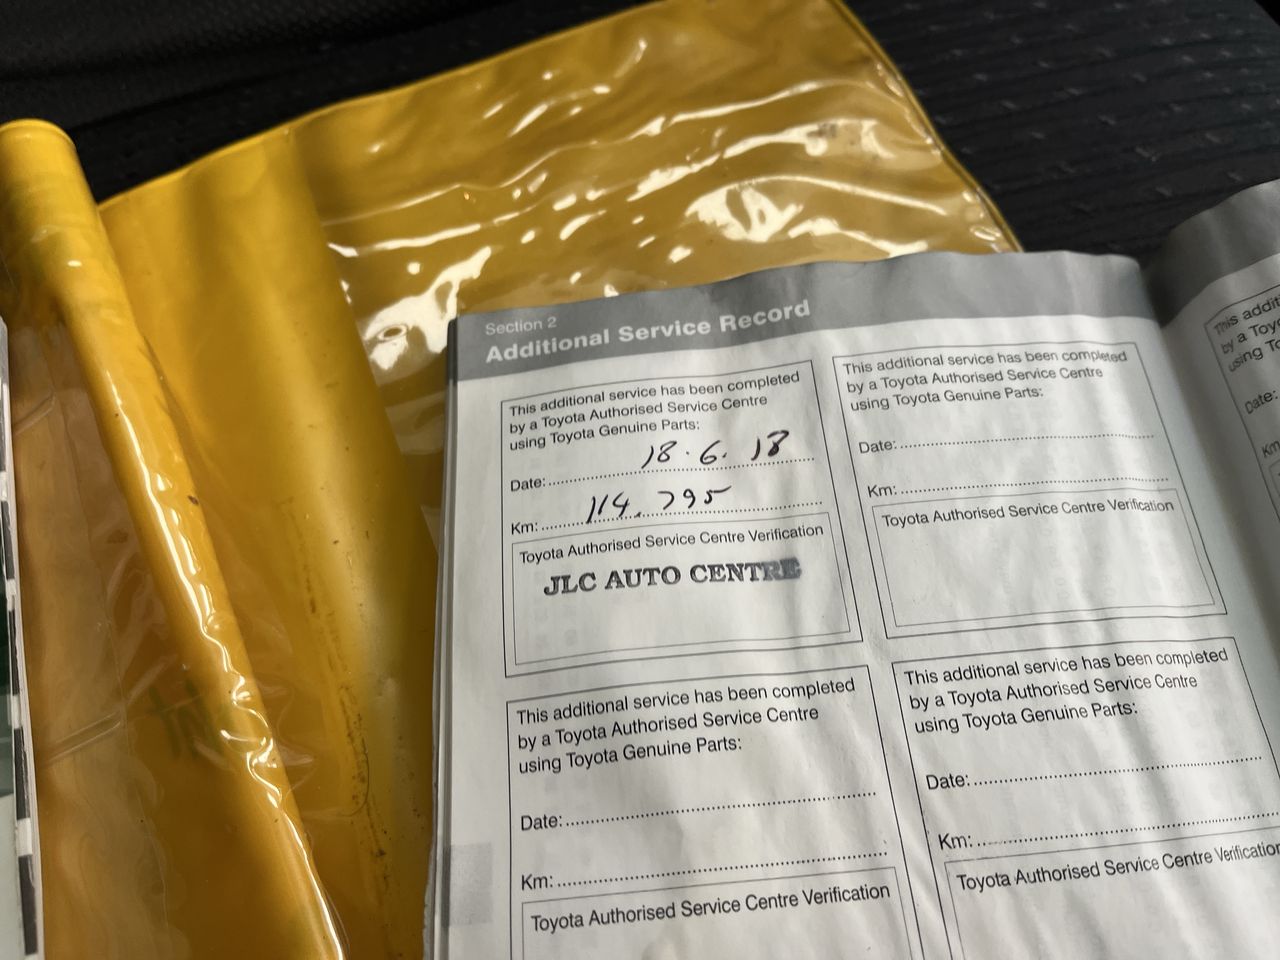 Section 2
Additional Service Record
This additional service has been completed
by a Toyota Authorised Service Centre
using Toyota Genuine Parts:
Date: 18.6.18
Km: 114.795
Toyota Authorised Service Centre Verification
JLC AUTO CENTRE
This additional service has been completed
by a Toyota Authorised Service Centre
using Toyota Genuine Parts:
Date:
Km:
Toyota Authorised Service Centre Verification
This additional service has been completed
by a Toyota Authorised Service Centre
using Toyota Genuine Parts:
Date:
Km:
Toyota Authorised Service Centre Verification
This additional service has been completed
by a Toyota Authorised Service Centre
using Toyota Genuine Parts:
Date:
Km:
Toyota Authorised Service Centre Verification
This
by a
using
Date:
Km